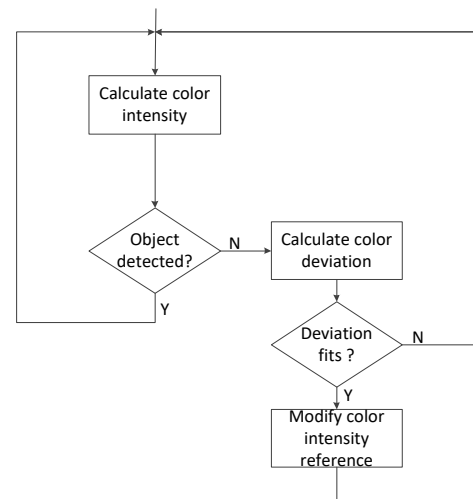 Calculate color
intensity
Object
detected?
N
Calculate color
deviation
Y
Deviation
fits ?
N
Y
Modify color
intensity
reference